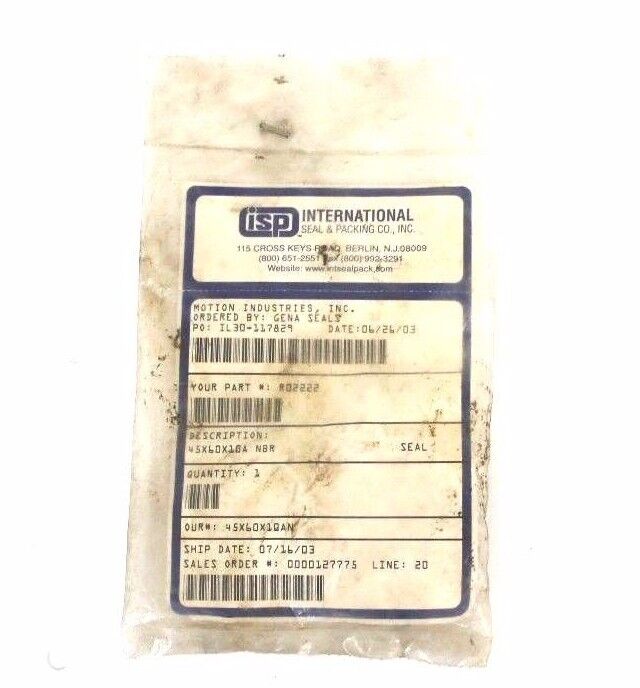 isp INTERNATIONAL
SEAL & PACKING CO., INC.
115 CROSS KEYS ROAD, BERLIN, N.J.08009
(800) 651-2551 Fax (800) 992-3291
Website: www.intsealpack.com
MOTION INDUSTRIES, INC.
ORDERED BY: GENA SEALS
PO: IL30-117829 DATE:06/26/03
YOUR PART #: R02222
DESCRIPTION:
45X60X10A NBR SEAL
QUANTITY: 1
OUR#: 45X60X10AN
SHIP DATE: 07/16/03
SALES ORDER #: 0000127775 LINE: 20